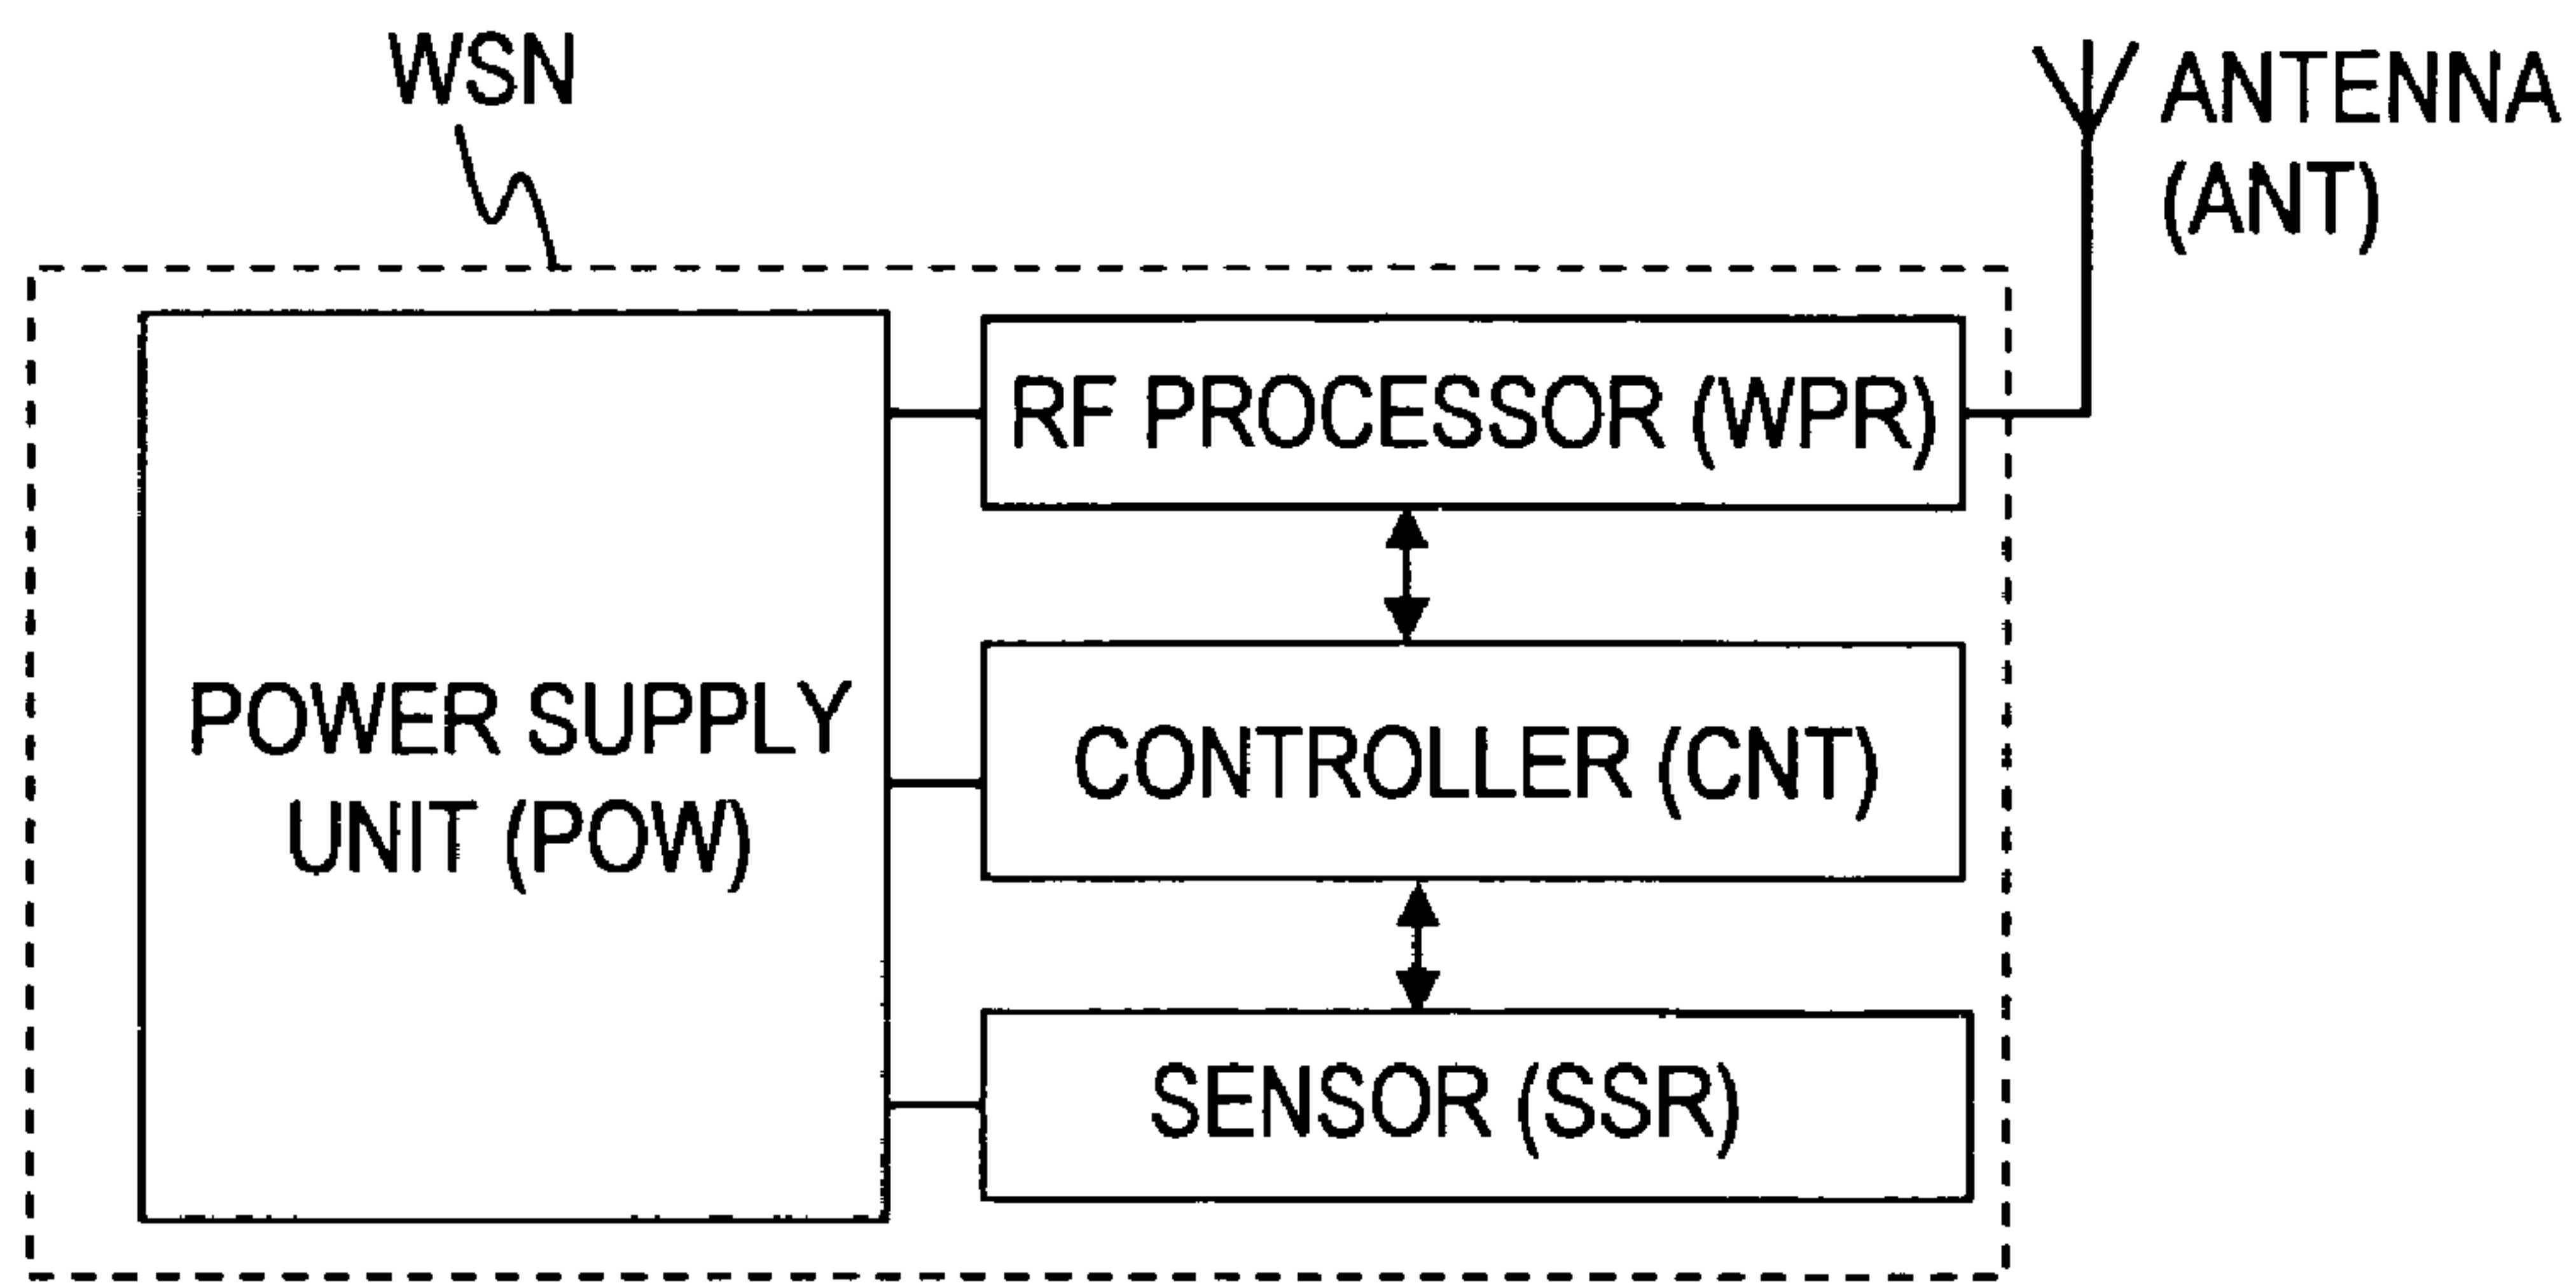 WSN
ANTENNA
(ANT)
RF PROCESSOR (WPR)
POWER SUPPLY
UNIT (POW)
CONTROLLER (CNT)
SENSOR (SSR)